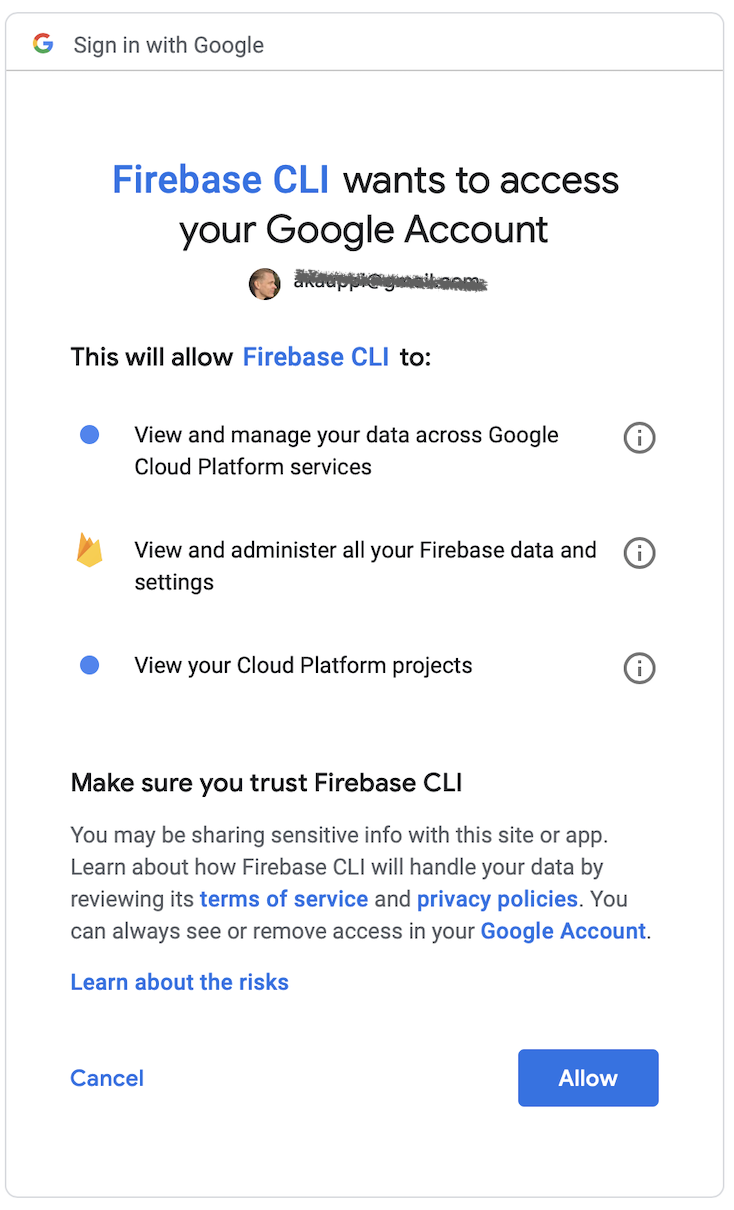 Sign in with Google
Firebase CLI wants to access
your Google Account
This will allow Firebase CLI to:
View and manage your data across Google
Cloud Platform services
View and administer all your Firebase data and
settings
View your Cloud Platform projects
Make sure you trust Firebase CLI
You may be sharing sensitive info with this site or app.
Learn about how Firebase CLI will handle your data by
reviewing its terms of service and privacy policies. You
can always see or remove access in your Google Account.
Learn about the risks
Cancel
Allow